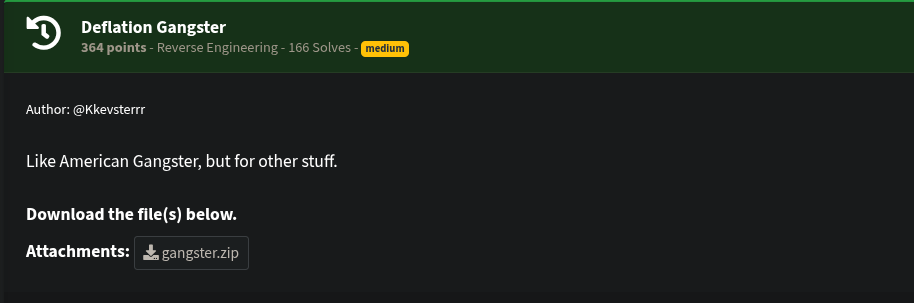 Deflation Gangster
364 points - Reverse Engineering - 166 Solves - medium
Author: @Kkevsterrr
Like American Gangster, but for other stuff.
Download the file(s) below.
Attachments: gangster.zip